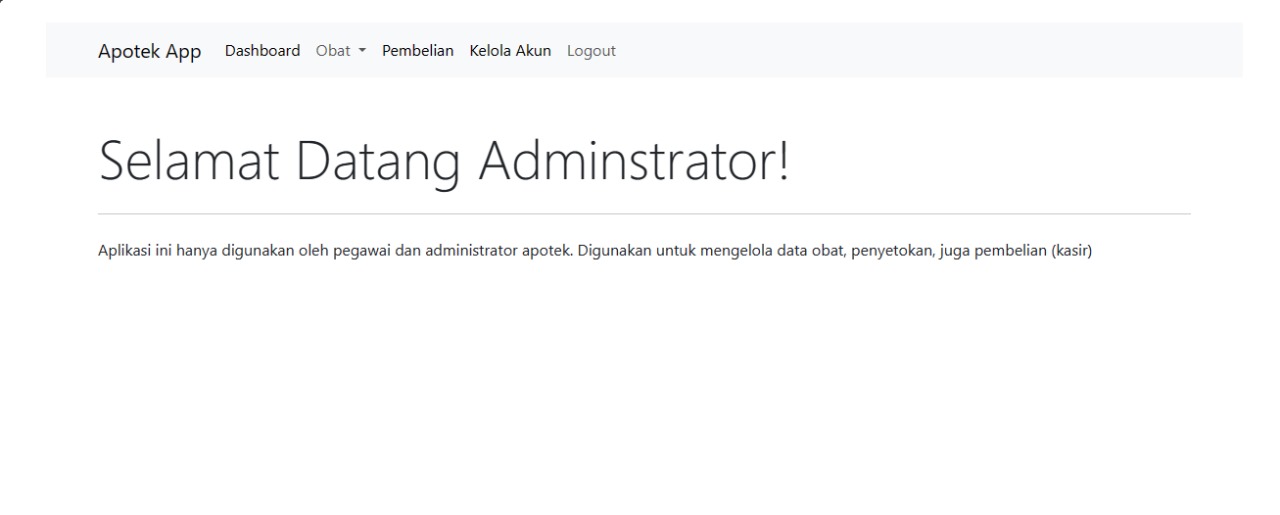 Apotek App Dashboard Obat Pembelian Kelola Akun Logout
Selamat Datang Adminstrator!
Aplikasi ini hanya digunakan oleh pegawai dan administrator apotek. Digunakan untuk mengelola data obat, penyetokan, juga pembelian (kasir)